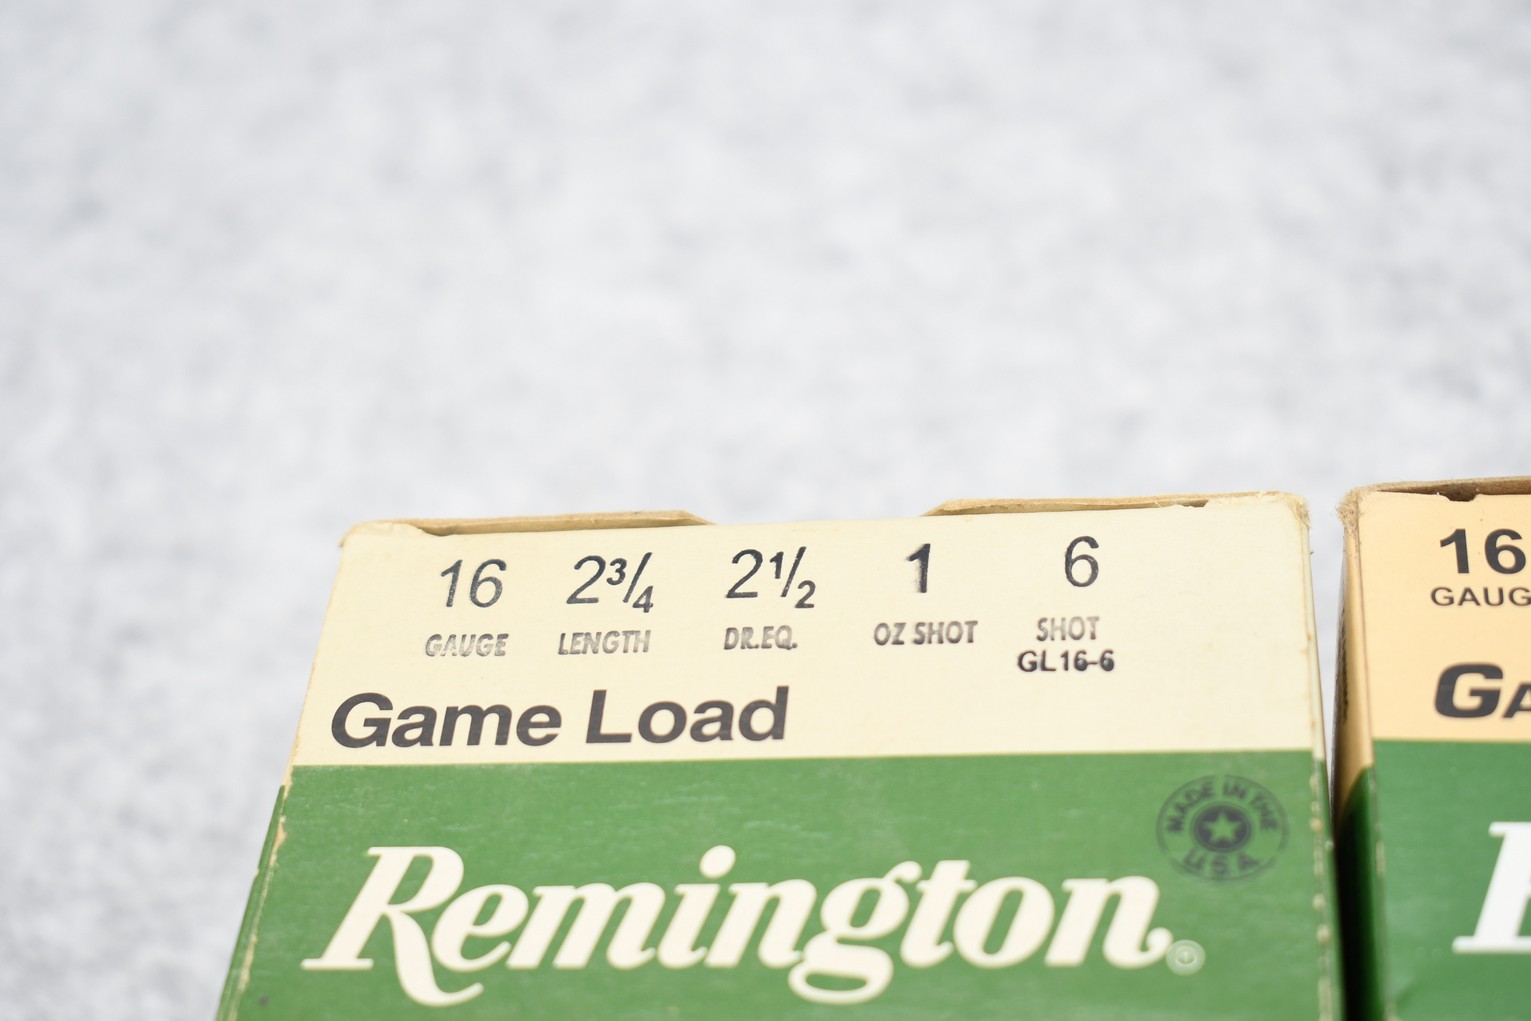 16 2¾ 2½ 1 6
GAUGE LENGTH DR.EQ. OZ SHOT SHOT
GL16-6
Game Load
MADE IN THE
U.S.A.
Remington®
16
GAUG
GA